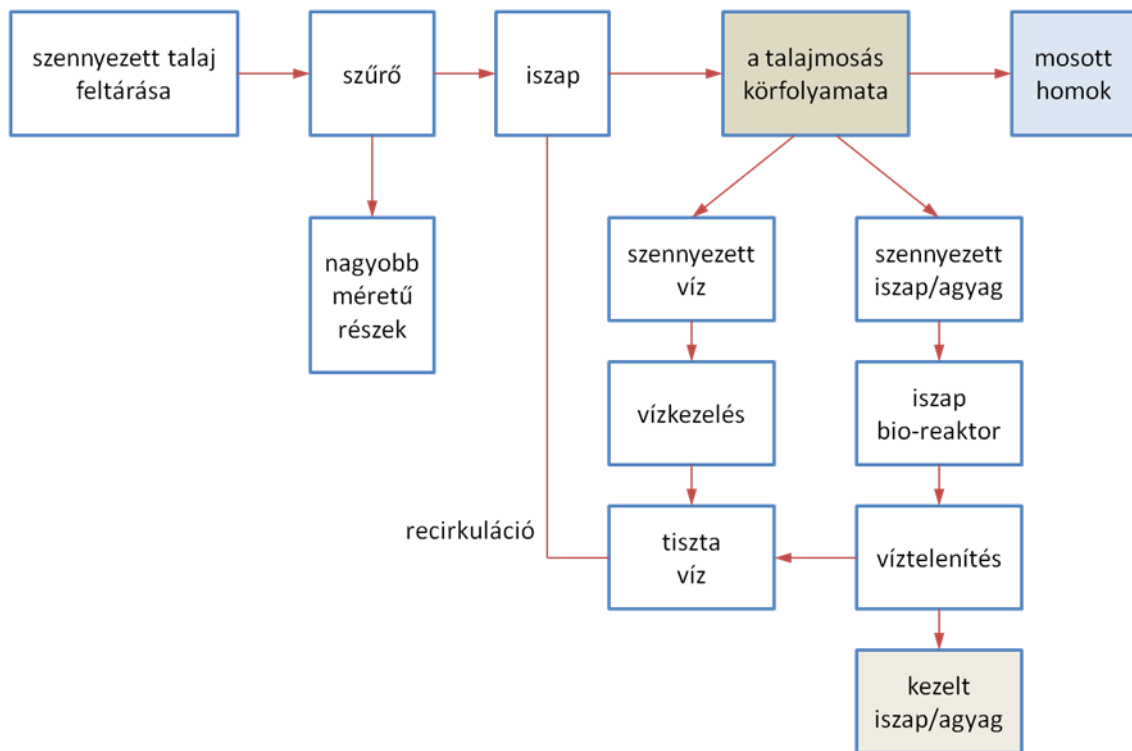 szennyezett talaj
feltárása
szűrő
iszap
a talajmosás
körfolyamata
mosott
homok
nagyobb
méretű
részek
szennyezett
víz
szennyezett
iszap/agyag
vízkezelés
iszap
bio-reaktor
recirkuláció
tiszta
víz
víztelenítés
kezelt
iszap/agyag